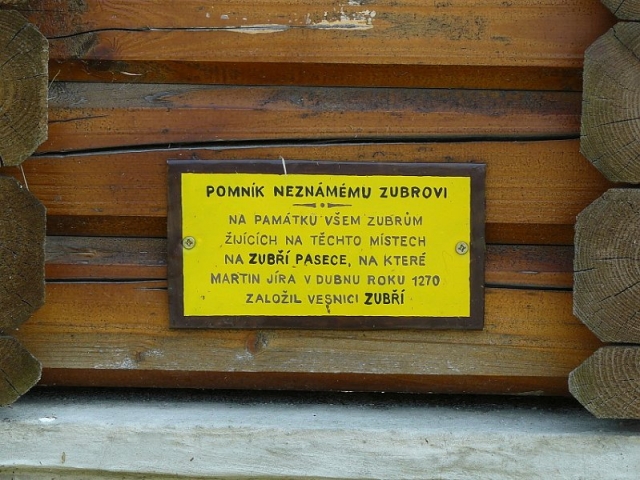 POMNÍK NEZNÁMÉMU ZUBROVI
NA PAMÁTKU VŠEM ZUBRŮM
ŽIJÍCÍCH NA TĚCHTO MÍSTECH
NA ZUBŘÍ PASECE, NA KTERÉ
MARTIN JÍRA V DUBNU ROKU 1270
ZALOŽIL VESNICI ZUBŘÍ